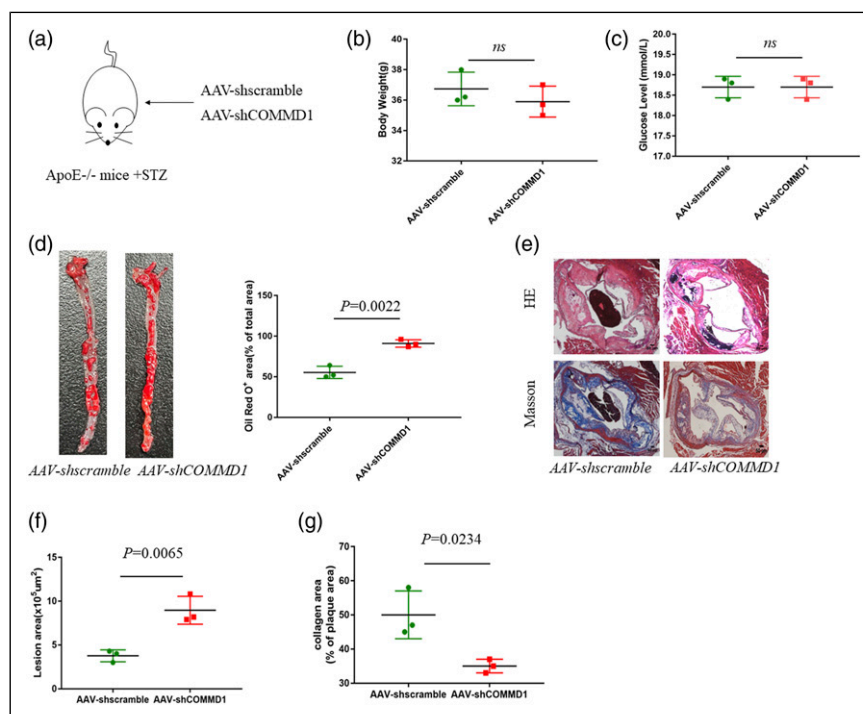 (a)
AAV-shscramble
AAV-shCOMMD1
ApoE-/- mice +STZ
(b)
ns
Body Weight(g)
40
38
36
34
32
AAV-shscramble
AAV-shCOMMD1
(c)
ns
Glucose Level (mmol/L)
20.0
19.5
19.0
18.5
18.0
17.5
17.0
AAV-shscramble
AAV-shCOMMD1
(d)
AAV-shscramble AAV-shCOMMD1
P=0.0022
Oil Red O+ area(% of total area)
150
100
50
0
AAV-shscramble
AAV-shCOMMD1
(e)
HE
Masson
AAV-shscramble AAV-shCOMMD1
(f)
P=0.0065
Lesion area(x10⁵um²)
15
10
5
0
AAV-shscramble AAV-shCOMMD1
(g)
P=0.0234
collagen area
(% of plaque area)
70
60
50
40
30
AAV-shscramble AAV-shCOMMD1